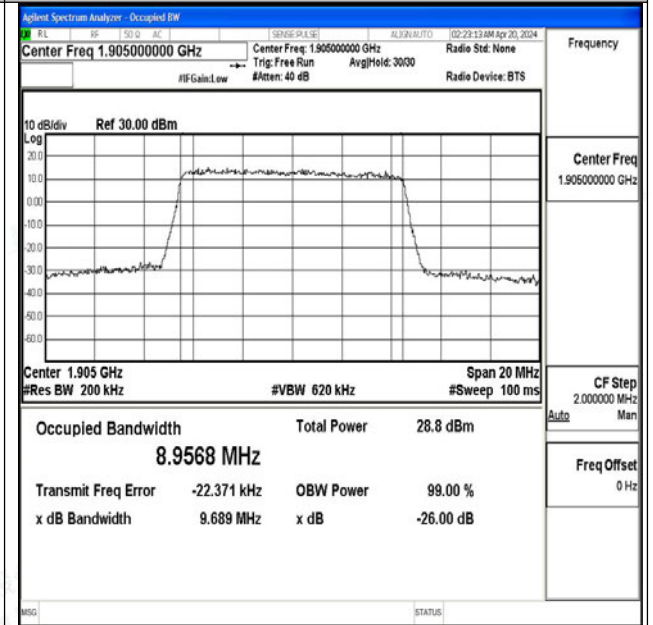 Agilent Spectrum Analyzer - Occupied BW
RL RF 50 Ω AC SENSE:PULSE ALIGN AUTO 02:23:13 AM Apr 20, 2024
Center Freq 1.905000000 GHz
Center Freq: 1.905000000 GHz
Radio Std: None
Trig: Free Run Avg|Hold: 30/30
#IFGain:Low #Atten: 40 dB Radio Device: BTS
10 dB/div Ref 30.00 dBm
Log
20.0
10.0
0.00
-10.0
-20.0
-30.0
-40.0
-50.0
-60.0
Center 1.905 GHz Span 20 MHz
#Res BW 200 kHz #VBW 620 kHz #Sweep 100 ms
Occupied Bandwidth Total Power 28.8 dBm
8.9568 MHz
Transmit Freq Error -22.371 kHz OBW Power 99.00 %
x dB Bandwidth 9.689 MHz x dB -26.00 dB
MSG STATUS
Frequency
Center Freq
1.905000000 GHz
CF Step
2.000000 MHz
Auto Man
Freq Offset
0 Hz